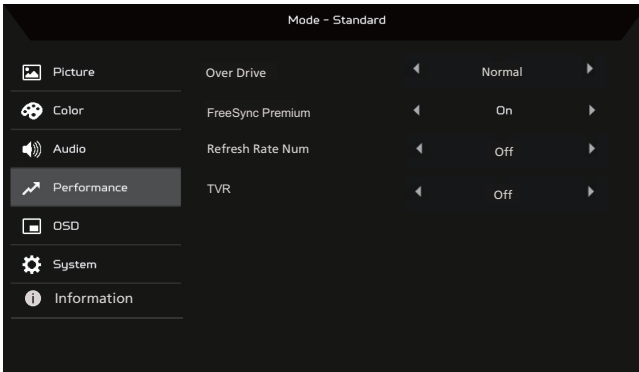 Mode - Standard
Picture
Over Drive Normal
Color
FreeSync Premium On
Audio
Refresh Rate Num Off
Performance
TVR Off
OSD
System
Information